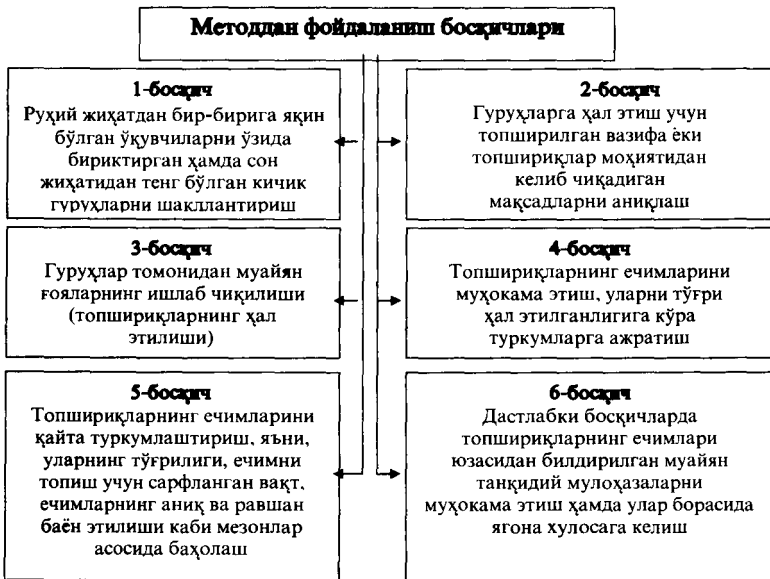 Методдан фойдаланиш босқичлари
1-босқич
Руҳий жиҳатдан бир-бирига яқин
бўлган ўқувчиларни ўзида
бириктирган ҳамда сон
жиҳатидан тенг бўлган кичик
гуруҳларни шакллантириш
2-босқич
Гуруҳларга ҳал этиш учун
топширилган вазифа ёки
топшириқлар моҳиятидан
келиб чиқадиган
мақсадларни аниқлаш
3-босқич
Гуруҳлар томонидан муайян
ғояларнинг ишлаб чиқилиши
(топшириқларнинг ҳал
этилиши)
4-босқич
Топшириқларнинг ечимларини
муҳокама этиш, уларни тўғри
ҳал этилганлигига кўра
туркумларга ажратиш
5-босқич
Топшириқларнинг ечимларини
қайта туркумлаштириш, яъни,
уларнинг тўғрилиги, ечимни
топиш учун сарфланган вақт,
ечимларнинг аниқ ва равшан
баён этилиши каби мезонлар
асосида баҳолаш
6-босқич
Дастлабки босқичларда
топшириқларнинг ечимлари
юзасидан билдирилган муайян
танқидий мулоҳазаларни
муҳокама этиш ҳамда улар борасида
ягона хулосага келиш